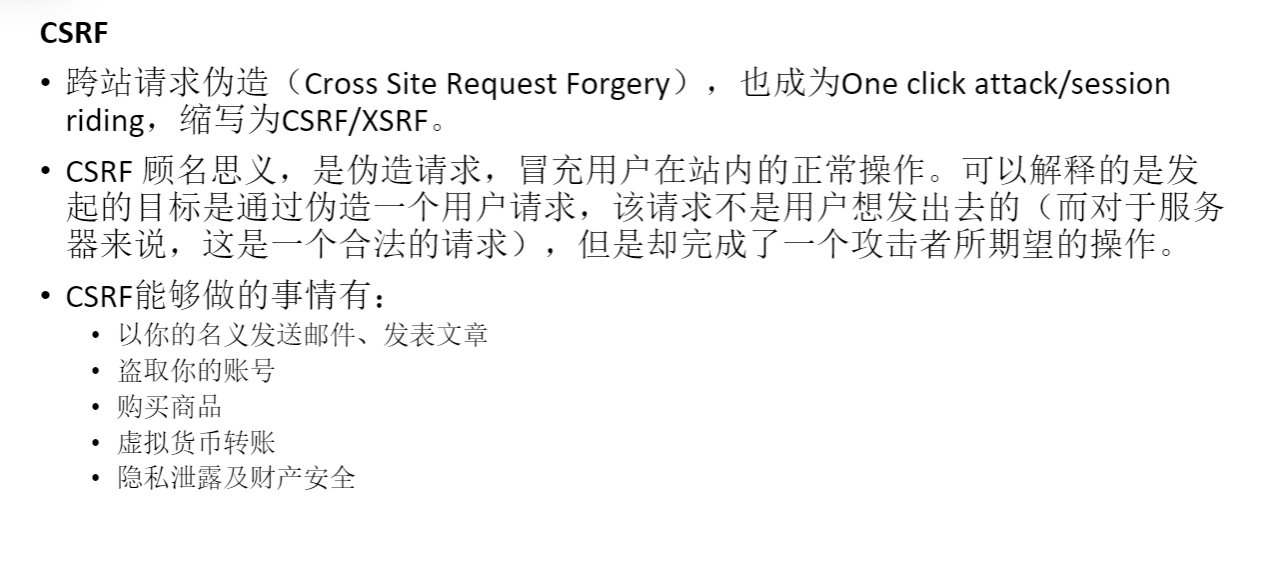 CSRF
• 跨站请求伪造（Cross Site Request Forgery），也成为One click attack/session
riding，缩写为CSRF/XSRF。
• CSRF 顾名思义，是伪造请求，冒充用户在站内的正常操作。可以解释的是发
起的目标是通过伪造一个用户请求，该请求不是用户想发出去的（而对于服务
器来说，这是一个合法的请求），但是却完成了一个攻击者所期望的操作。
• CSRF能够做的事情有：
• 以你的名义发送邮件、发表文章
• 盗取你的账号
• 购买商品
• 虚拟货币转账
• 隐私泄露及财产安全